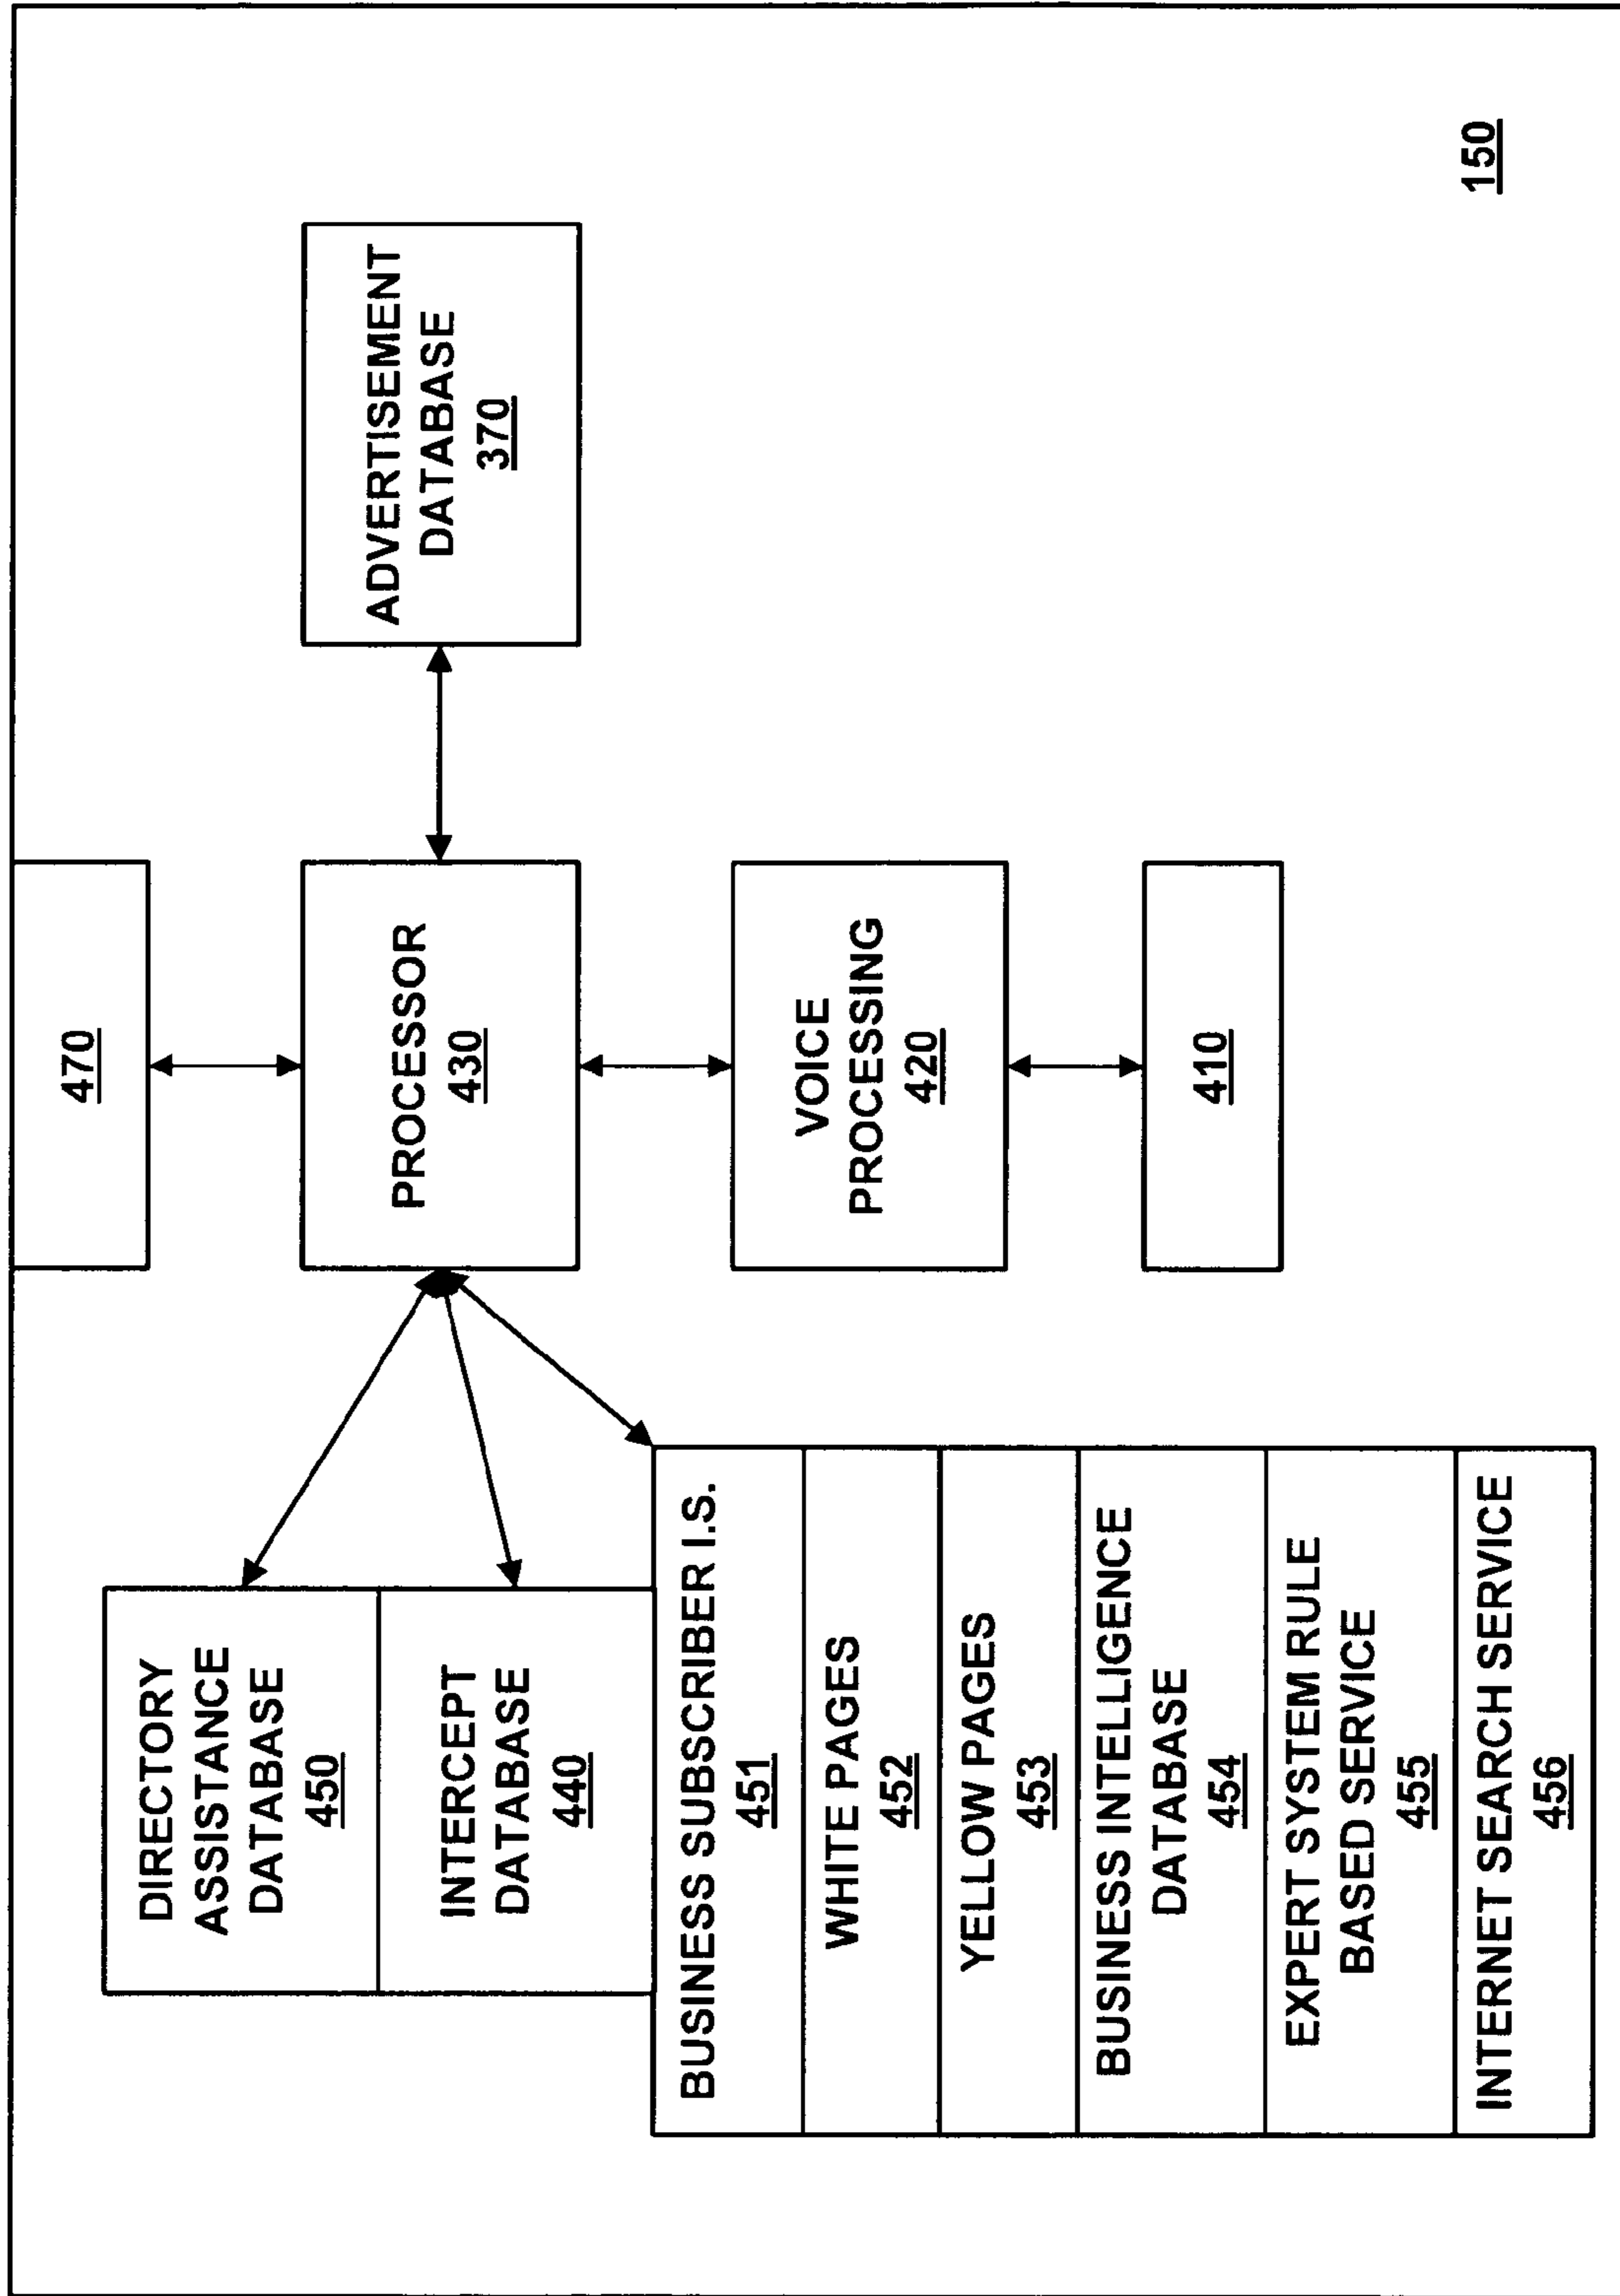 470
DIRECTORY
ASSISTANCE
DATABASE
450
INTERCEPT
DATABASE
440
PROCESSOR
430
ADVERTISEMENT
DATABASE
370
BUSINESS SUBSCRIBER I.S.
451
WHITE PAGES
452
YELLOW PAGES
453
BUSINESS INTELLIGENCE
DATABASE
454
EXPERT SYSTEM RULE
BASED SERVICE
455
INTERNET SEARCH SERVICE
456
VOICE
PROCESSING
420
410
150